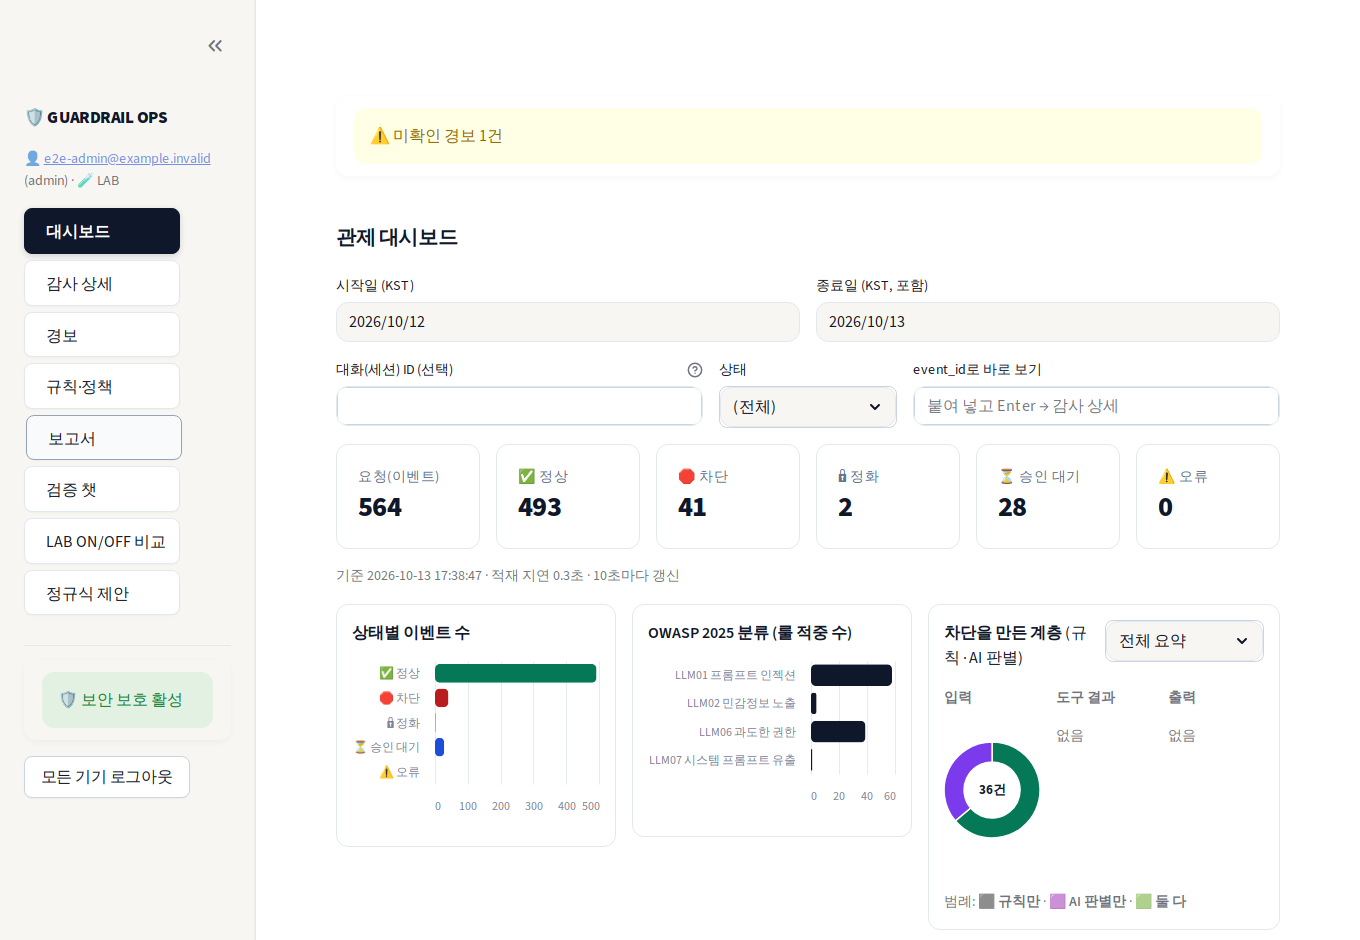 GUARDRAIL OPS
e2e-admin@example.invalid
(admin) · LAB
대시보드
감사 상세
경보
규칙·정책
보고서
검증 챗
LAB ON/OFF 비교
정규식 제안
보안 보호 활성
모든 기기 로그아웃
미확인 경보 1건
관제 대시보드
시작일 (KST)
종료일 (KST, 포함)
2026/10/12
2026/10/13
대화(세션) ID (선택)
상태
event_id로 바로 보기
(전체)
붙여 넣고 Enter → 감사 상세
요청(이벤트)
564
정상
493
차단
41
정화
2
승인 대기
28
오류
0
기준 2026-10-13 17:38:47 · 적재 지연 0.3초 · 10초마다 갱신
상태별 이벤트 수
정상
차단
정화
승인 대기
오류
0 100 200 300 400 500
OWASP 2025 분류 (룰 적중 수)
LLM01 프롬프트 인젝션
LLM02 민감정보 노출
LLM06 과도한 권한
LLM07 시스템 프롬프트 유출
0 20 40 60
차단을 만든 계층 (규
칙·AI 판별)
전체 요약
입력
도구 결과
출력
없음
없음
36건
범례: 규칙만 · AI 판별만 · 둘 다